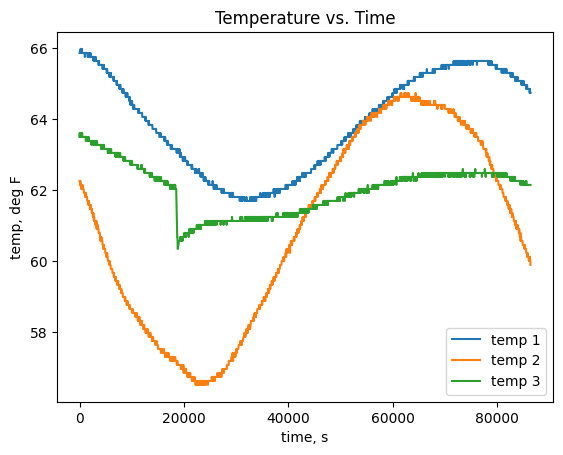 Temperature vs. Time
temp, deg F
66
64
62
60
58
0
20000
40000
60000
80000
time, s
temp 1
temp 2
temp 3